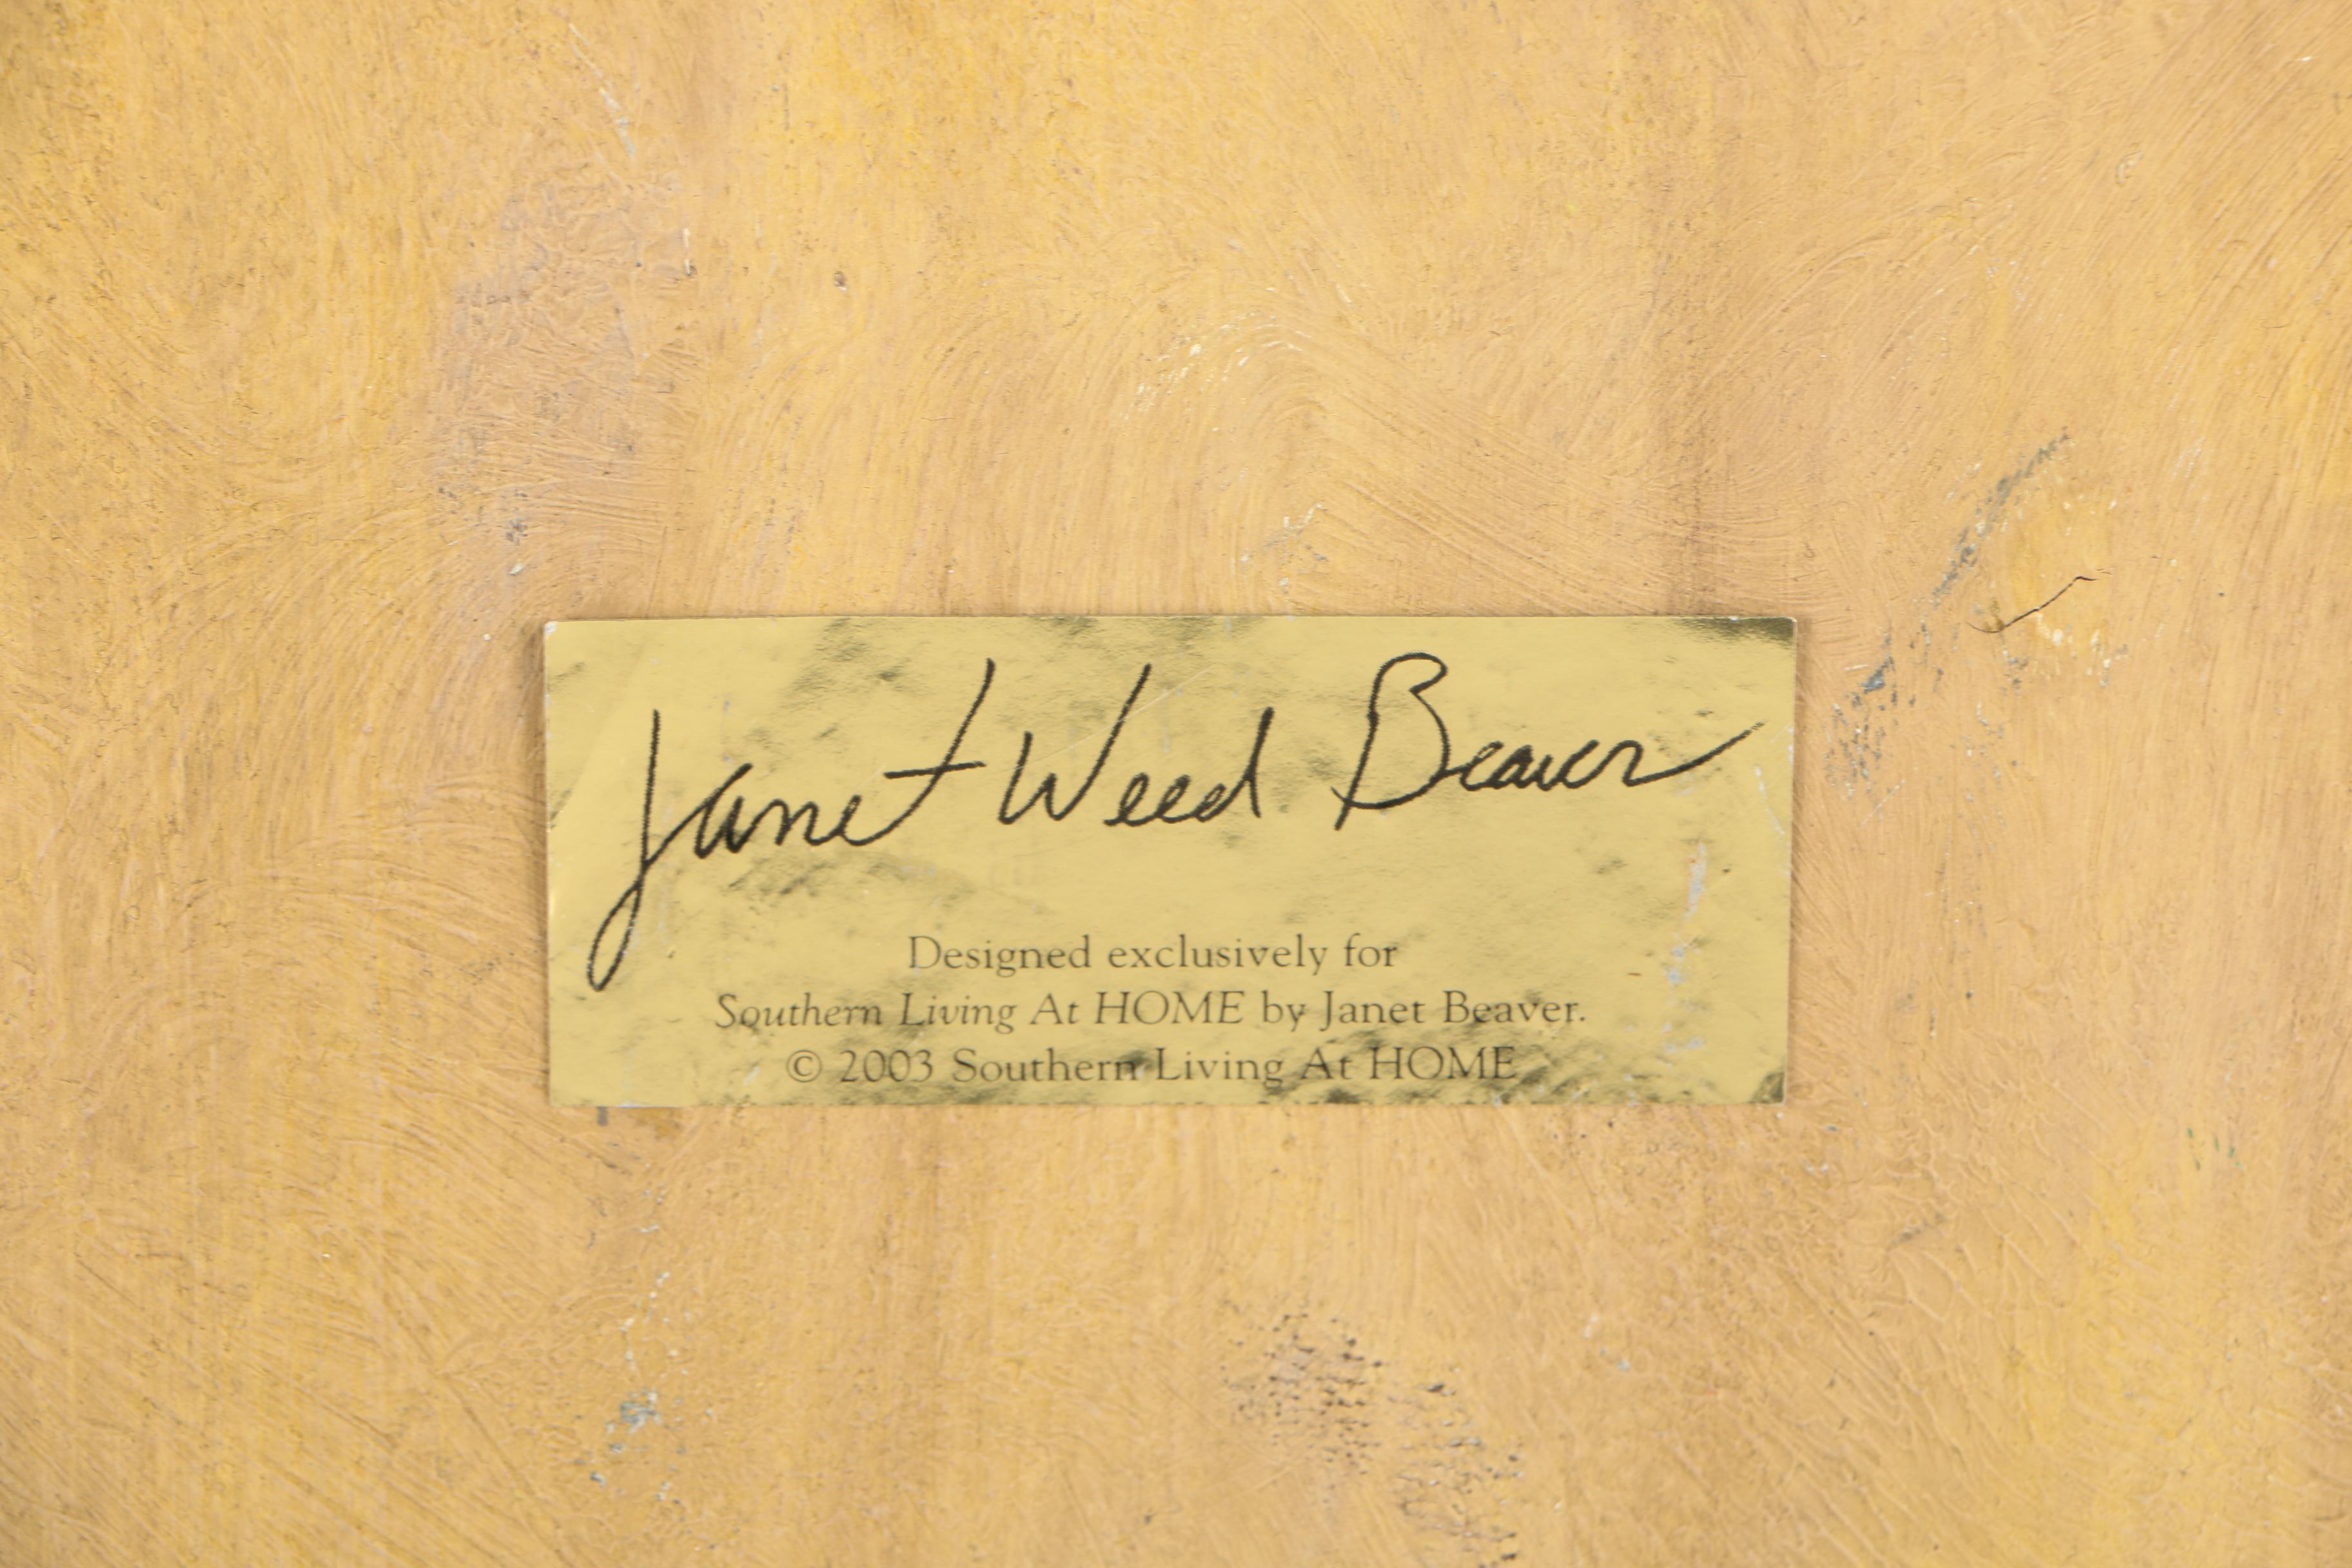 Janet Weed Beaver
Designed exclusively for
Southern Living At HOME by Janet Beaver.
© 2003 Southern Living At HOME